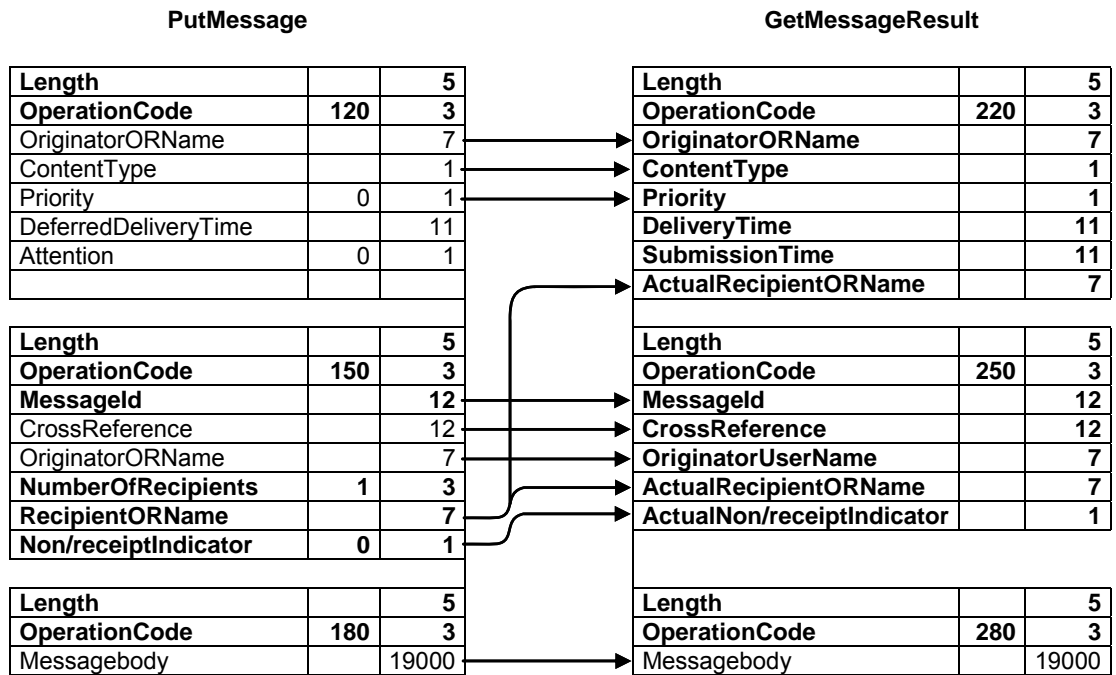 PutMessage GetMessageResult
Length 5 Length 5
OperationCode 120 3 OperationCode 220 3
OriginatorORName 7 OriginatorORName 7
ContentType 1 ContentType 1
Priority 0 1 Priority 1
DeferredDeliveryTime 11 DeliveryTime 11
Attention 0 1 SubmissionTime 11
ActualRecipientORName 7
Length 5 Length 5
OperationCode 150 3 OperationCode 250 3
MessageId 12 MessageId 12
CrossReference 12 CrossReference 12
OriginatorORName 7 OriginatorUserName 7
NumberOfRecipients 1 3 ActualRecipientORName 7
RecipientORName 7 ActualNon/receiptIndicator 1
Non/receiptIndicator 0 1
Length 5 Length 5
OperationCode 180 3 OperationCode 280 3
Messagebody 19000 Messagebody 19000